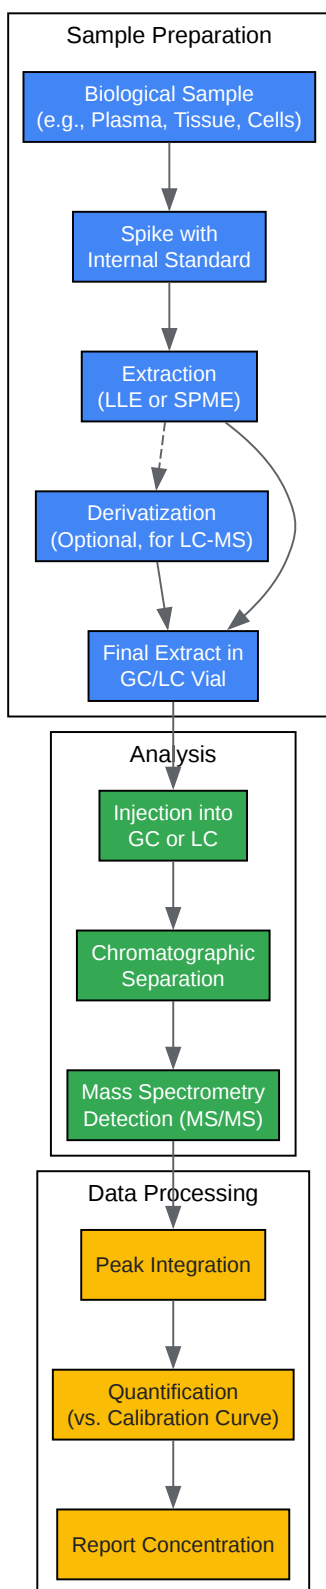 Sample Preparation
Biological Sample
(e.g., Plasma, Tissue, Cells)
Spike with
Internal Standard
Extraction
(LLE or SPME)
Derivatization
(Optional, for LC-MS)
Final Extract in
GC/LC Vial
Analysis
Injection into
GC or LC
Chromatographic
Separation
Mass Spectrometry
Detection (MS/MS)
Data Processing
Peak Integration
Quantification
(vs. Calibration Curve)
Report Concentration